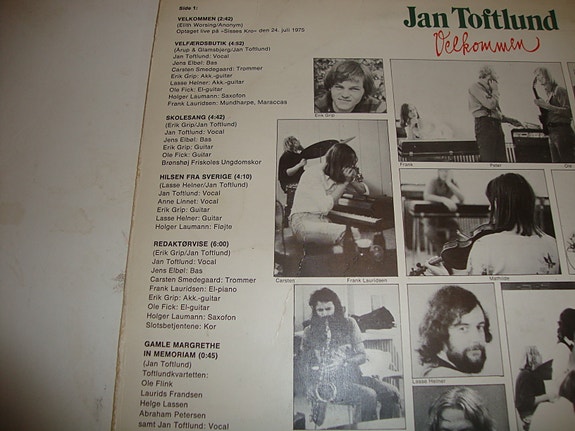 Side 1:
VELKOMMEN (2:42)
(Elith Worsing/Anonym)
Optaget live på »Sisses Kro« den 24. juli 1975
VELFÆRDSBUTIK (4:52)
(Arup & Glamsbjerg/Jan Toftlund)
Jan Toftlund: Vocal
Jens Elbøl: Bas
Carsten Smedegaard: Trommer
Erik Grip: Akk.-guitar
Lasse Helner: Akk.-guitar
Ole Fick: El-guitar
Holger Laumann: Saxofon
Frank Lauridsen: Mundharpe, Maraccas
SKOLESANG (4:42)
(Erik Grip/Jan Toftlund)
Jan Toftlund: Vocal
Jens Elbøl: Bas
Erik Grip: Guitar
Ole Fick: Guitar
Brønshøj Friskoles Ungdomskor
HILSEN FRA SVERIGE (4:10)
(Lasse Helner/Jan Toftlund)
Jan Toftlund: Vocal
Anne Linnet: Vocal
Erik Grip: Guitar
Lasse Helner: Guitar
Holger Laumann: Fløjte
REDAKTØRVISE (6:00)
(Erik Grip/Jan Toftlund)
Jan Toftlund: Vocal
Jens Elbøl: Bas
Carsten Smedegaard: Trommer
Frank Lauridsen: El-piano
Erik Grip: Akk.-guitar
Ole Fick: El-guitar
Holger Laumann: Saxofon
Slotsbetjentene: Kor
GAMLE MARGRETHE
IN MEMORIAM (0:45)
(Jan Toftlund)
Toftlundkvartetten:
Ole Flink
Laurids Frandsen
Helge Lassen
Abraham Petersen
samt Jan Toftlund: Vocal
Jan Toftlund
Velkommen
Erik Grip
Frank
Peter
Ole
Carsten
Frank Lauridsen
Mathilde
Lasse Helner